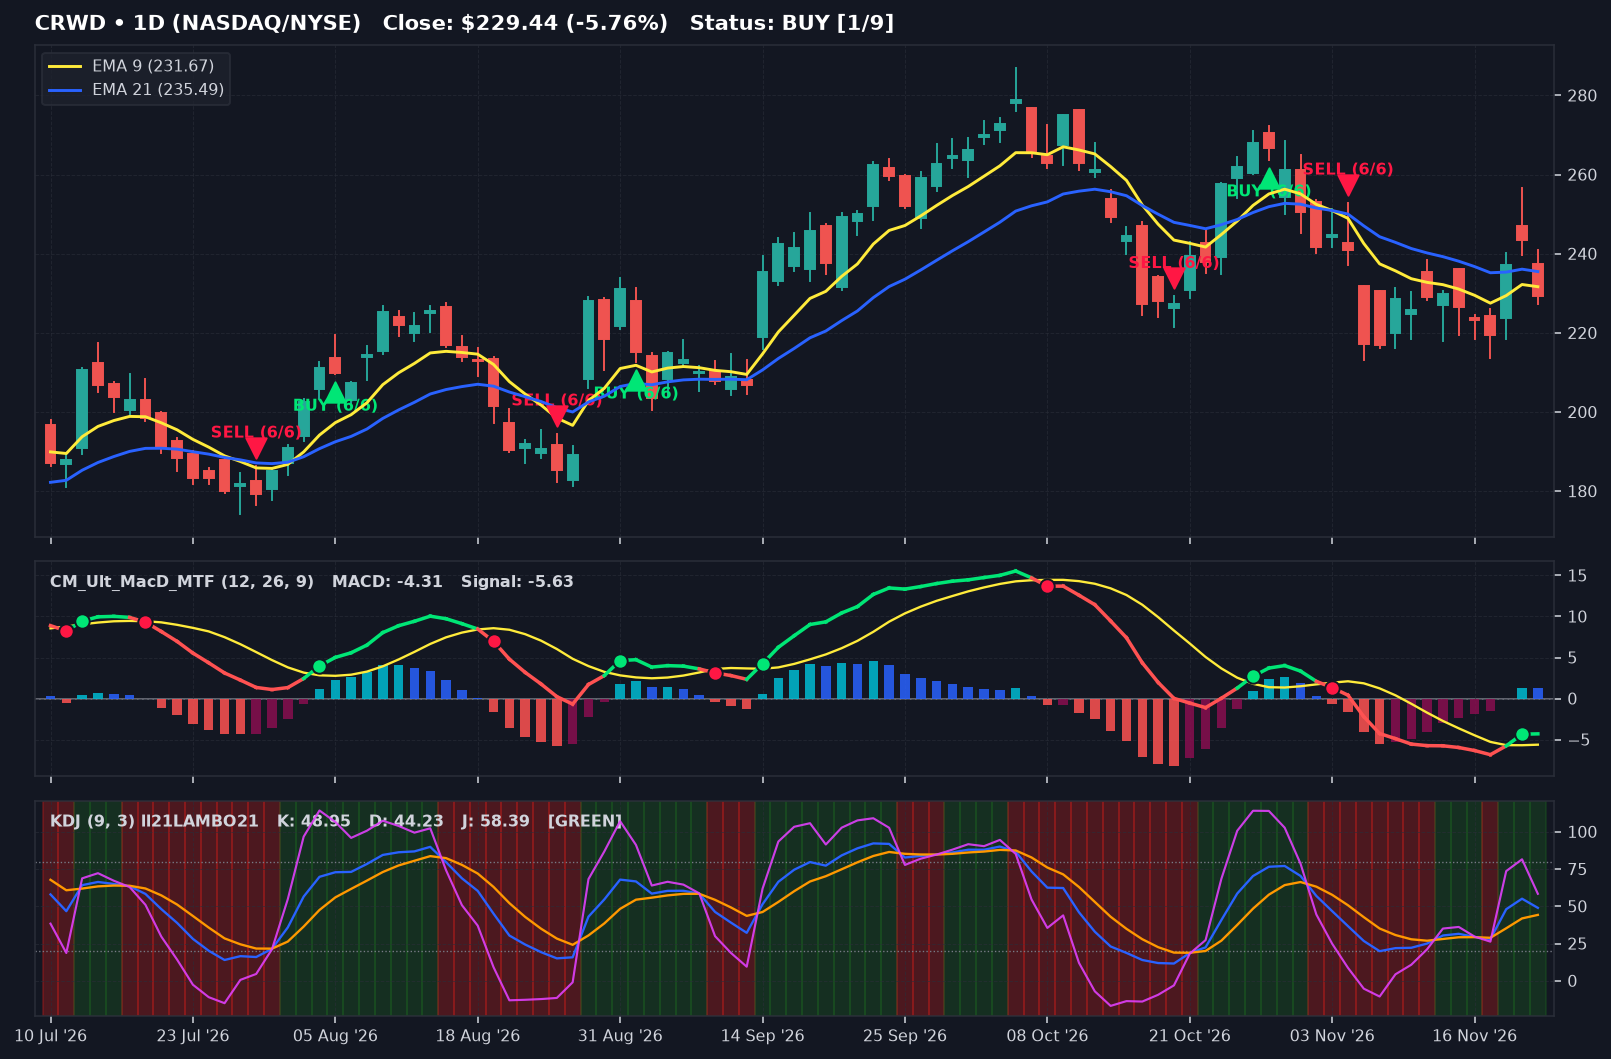 CRWD • 1D (NASDAQ/NYSE)   Close: $229.44 (-5.76%)   Status: BUY [1/9]
EMA 9 (231.67)
EMA 21 (235.49)
280
260
240
220
200
180
SELL (6/6)
BUY (6/6)
SELL (6/6)
BUY (6/6)
SELL (6/6)
BUY (6/6)
SELL (6/6)
CM_Ult_MacD_MTF (12, 26, 9)   MACD: -4.31   Signal: -5.63
15
10
5
0
−5
KDJ (9, 3) II21LAMBO21   K: 48.95   D: 44.23   J: 58.39   [GREEN]
100
75
50
25
0
10 Jul '26
23 Jul '26
05 Aug '26
18 Aug '26
31 Aug '26
14 Sep '26
25 Sep '26
08 Oct '26
21 Oct '26
03 Nov '26
16 Nov '26